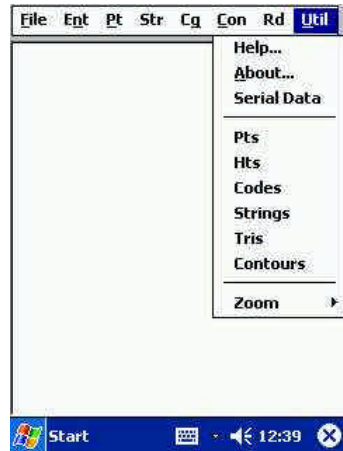 File Ent Pt Str Cg Con Rd Util
Help...
About...
Serial Data
Pts
Hts
Codes
Strings
Tris
Contours
Zoom
Start 12:39